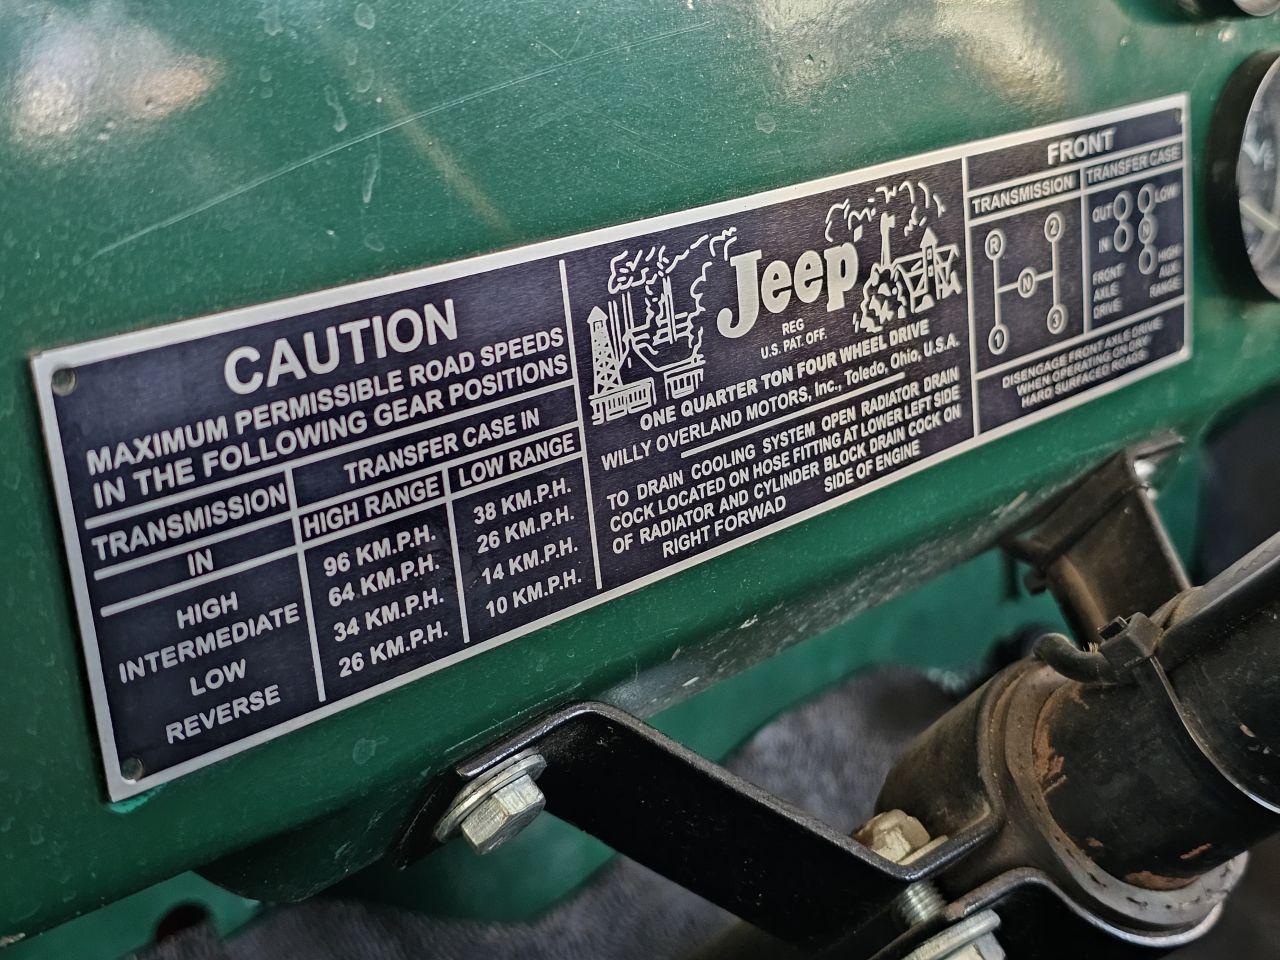 CAUTION
MAXIMUM PERMISSIBLE ROAD SPEEDS
IN THE FOLLOWING GEAR POSITIONS
TRANSMISSION
IN
TRANSFER CASE IN
HIGH RANGE
LOW RANGE
HIGH
96 KM.P.H.
38 KM.P.H.
INTERMEDIATE
64 KM.P.H.
26 KM.P.H.
LOW
34 KM.P.H.
14 KM.P.H.
REVERSE
26 KM.P.H.
10 KM.P.H.
Jeep
REG
U.S. PAT. OFF.
ONE QUARTER TON FOUR WHEEL DRIVE
WILLY OVERLAND MOTORS, Inc., Toledo, Ohio, U.S.A.
TO DRAIN COOLING SYSTEM OPEN RADIATOR DRAIN
COCK LOCATED ON HOSE FITTING AT LOWER LEFT SIDE
OF RADIATOR AND CYLINDER BLOCK DRAIN COCK ON
RIGHT FORWAD SIDE OF ENGINE
FRONT
TRANSMISSION
TRANSFER CASE
R
2
N
1
3
OUT
LOW
IN
N
HIGH
FRONT
AXLE
DRIVE
AUX.
RANGE
DISENGAGE FRONT AXLE DRIVE
WHEN OPERATING ON DRY
HARD SURFACED ROADS